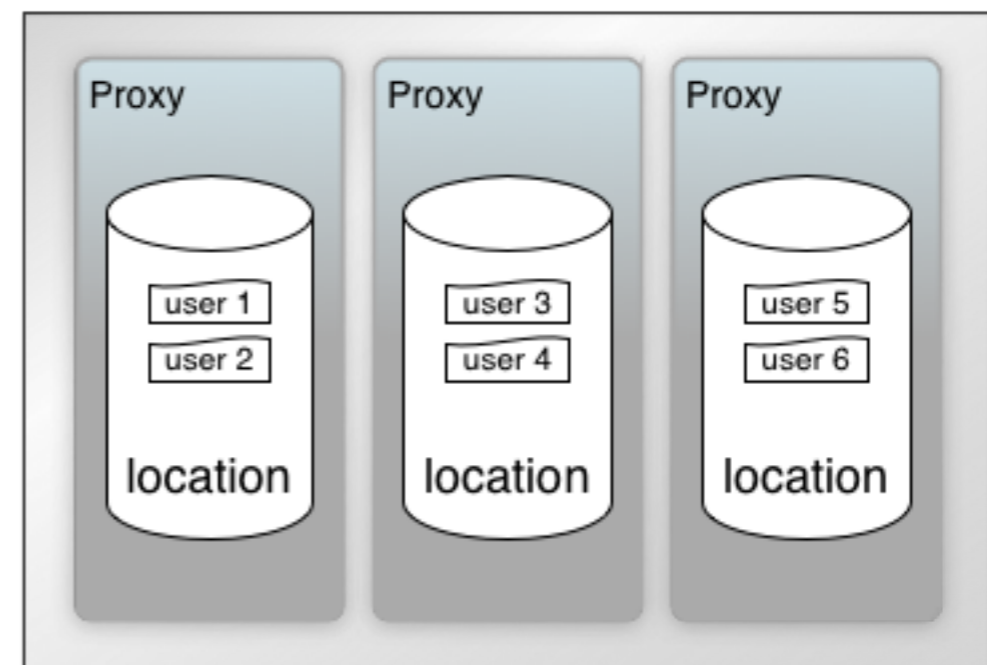 Proxy
user 1
user 2
location
Proxy
user 3
user 4
location
Proxy
user 5
user 6
location